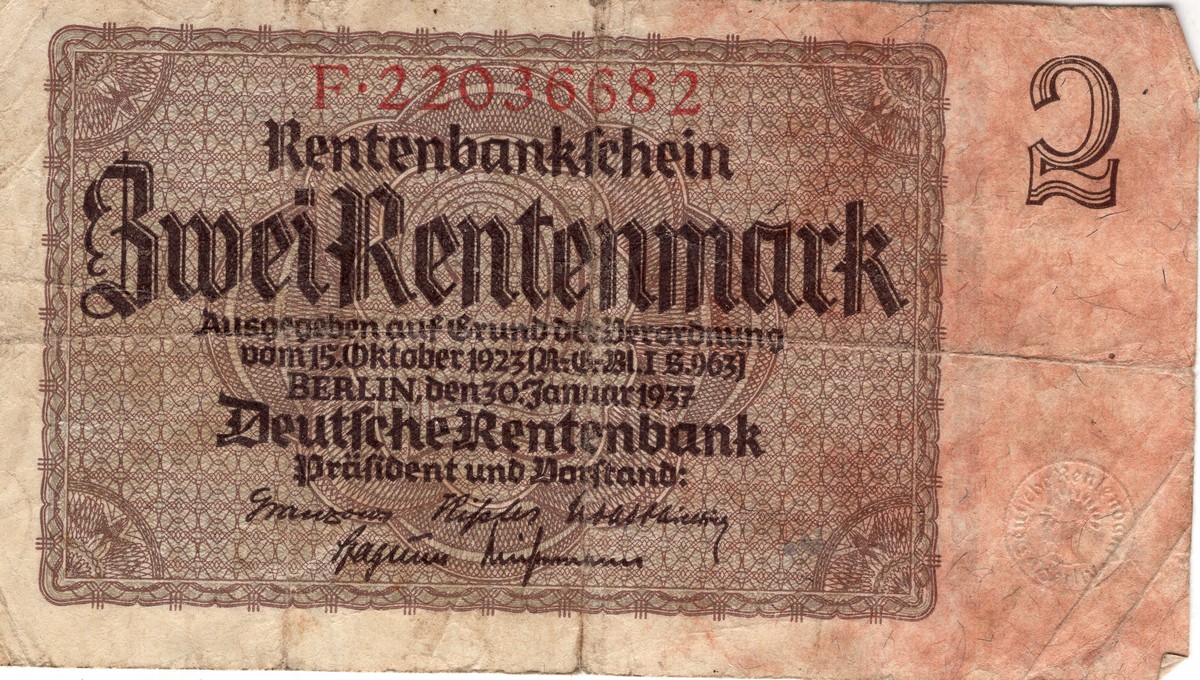 F·22036682
2
Rentenbankſchein
Zwei Rentenmark
Ausgegeben auf Grund der Verordnung
vom 15. Oktober 1923 (R.G.Bl. I S. 963)
BERLIN, den 30. Januar 1937
Deutſche Rentenbank
Präſident und Vorſtand: